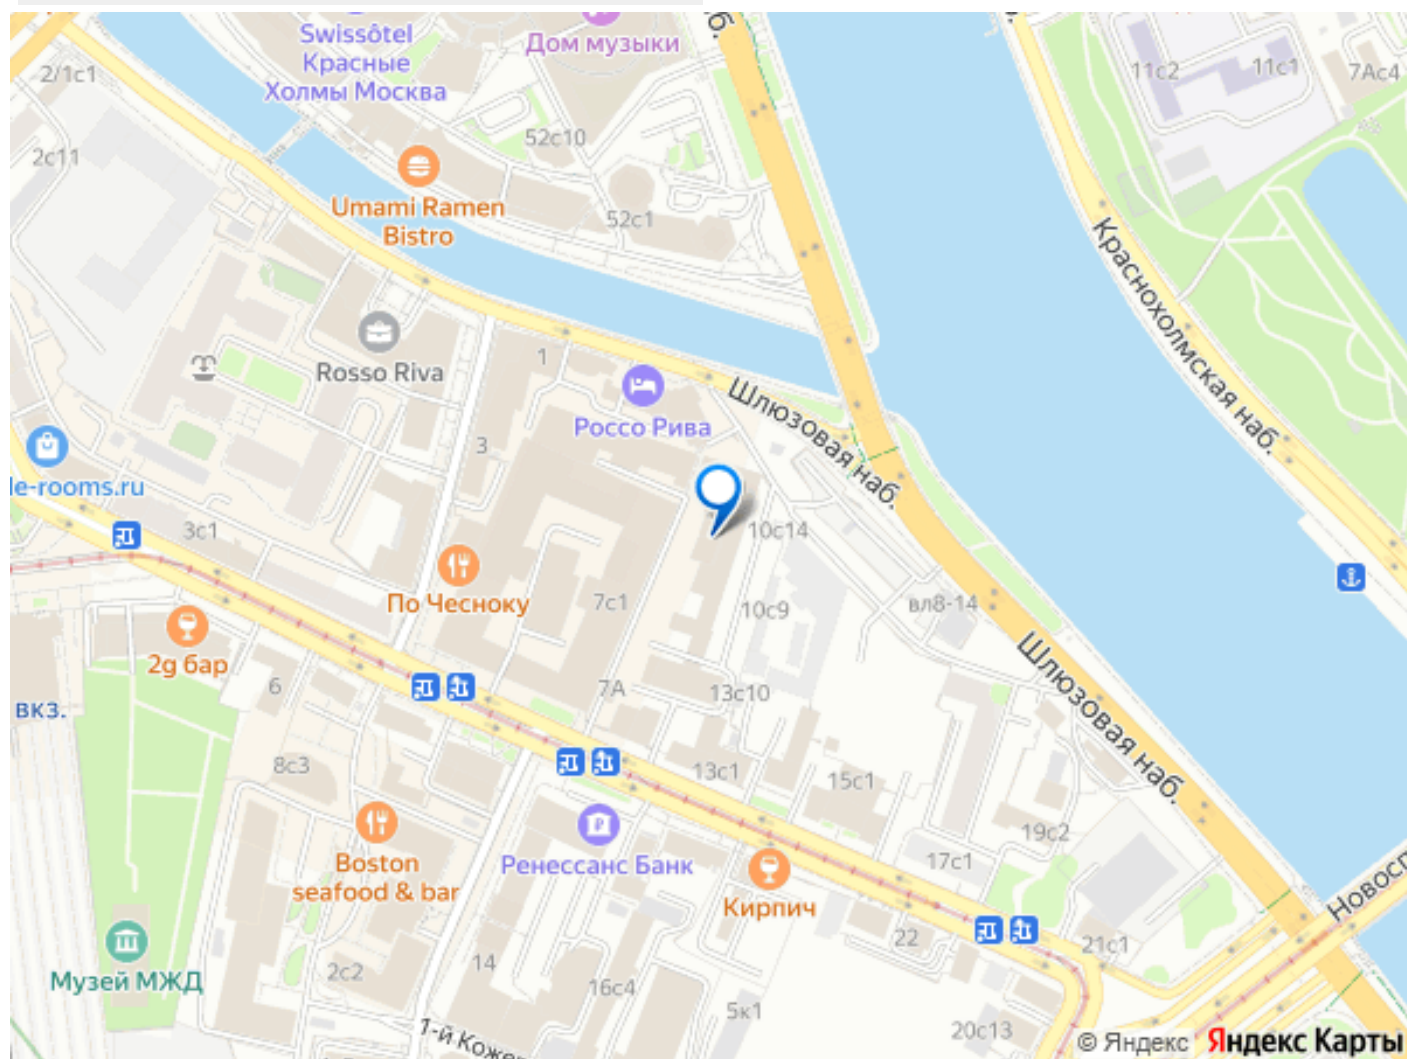 Swissôtel
Красные
Холмы Москва
Дом музыки
наб.
2/1с1
2с11
11с2
11с1
7Ас4
52с10
52с1
Umami Ramen
Bistro
Краснохолмская наб.
Rosso Riva
1
Россо Рива
Шлюзовая наб.
3
le-rooms.ru
3с1
10с14
По Чесноку
7с1
10с9
вл8-14
2g бар
6
7А
13с10
Шлюзовая наб.
вкз.
8с3
13с1
15с1
19с2
17с1
Boston
seafood & bar
Ренессанс Банк
Кирпич
22
21с1
Музей МЖД
2с2
14
16с4
5к1
20с13
1-й Коже
© Яндекс Яндекс Карты